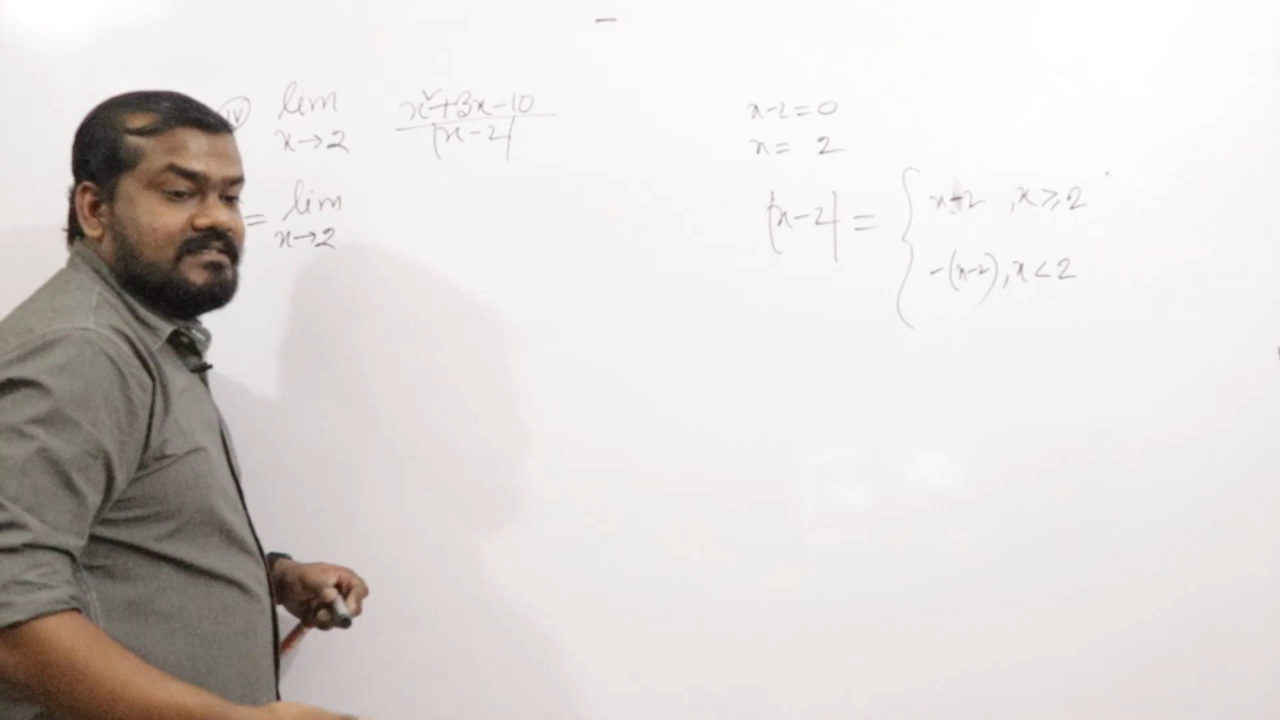 (iv) lim x→2 x²+3x-10 / |x-2|
= lim x→2
x-2=0
x= 2
|x-2| = { x-2 , x≥2
-(x-2), x<2